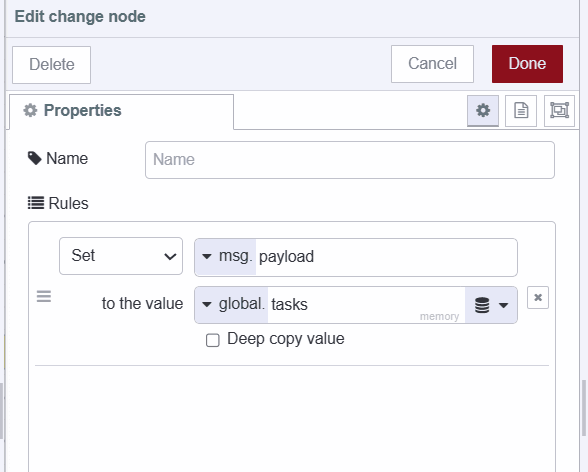 Edit change node
Delete
Cancel
Done
Properties
Name
Name
Rules
Set
msg. payload
to the value
global. tasks
memory
Deep copy value